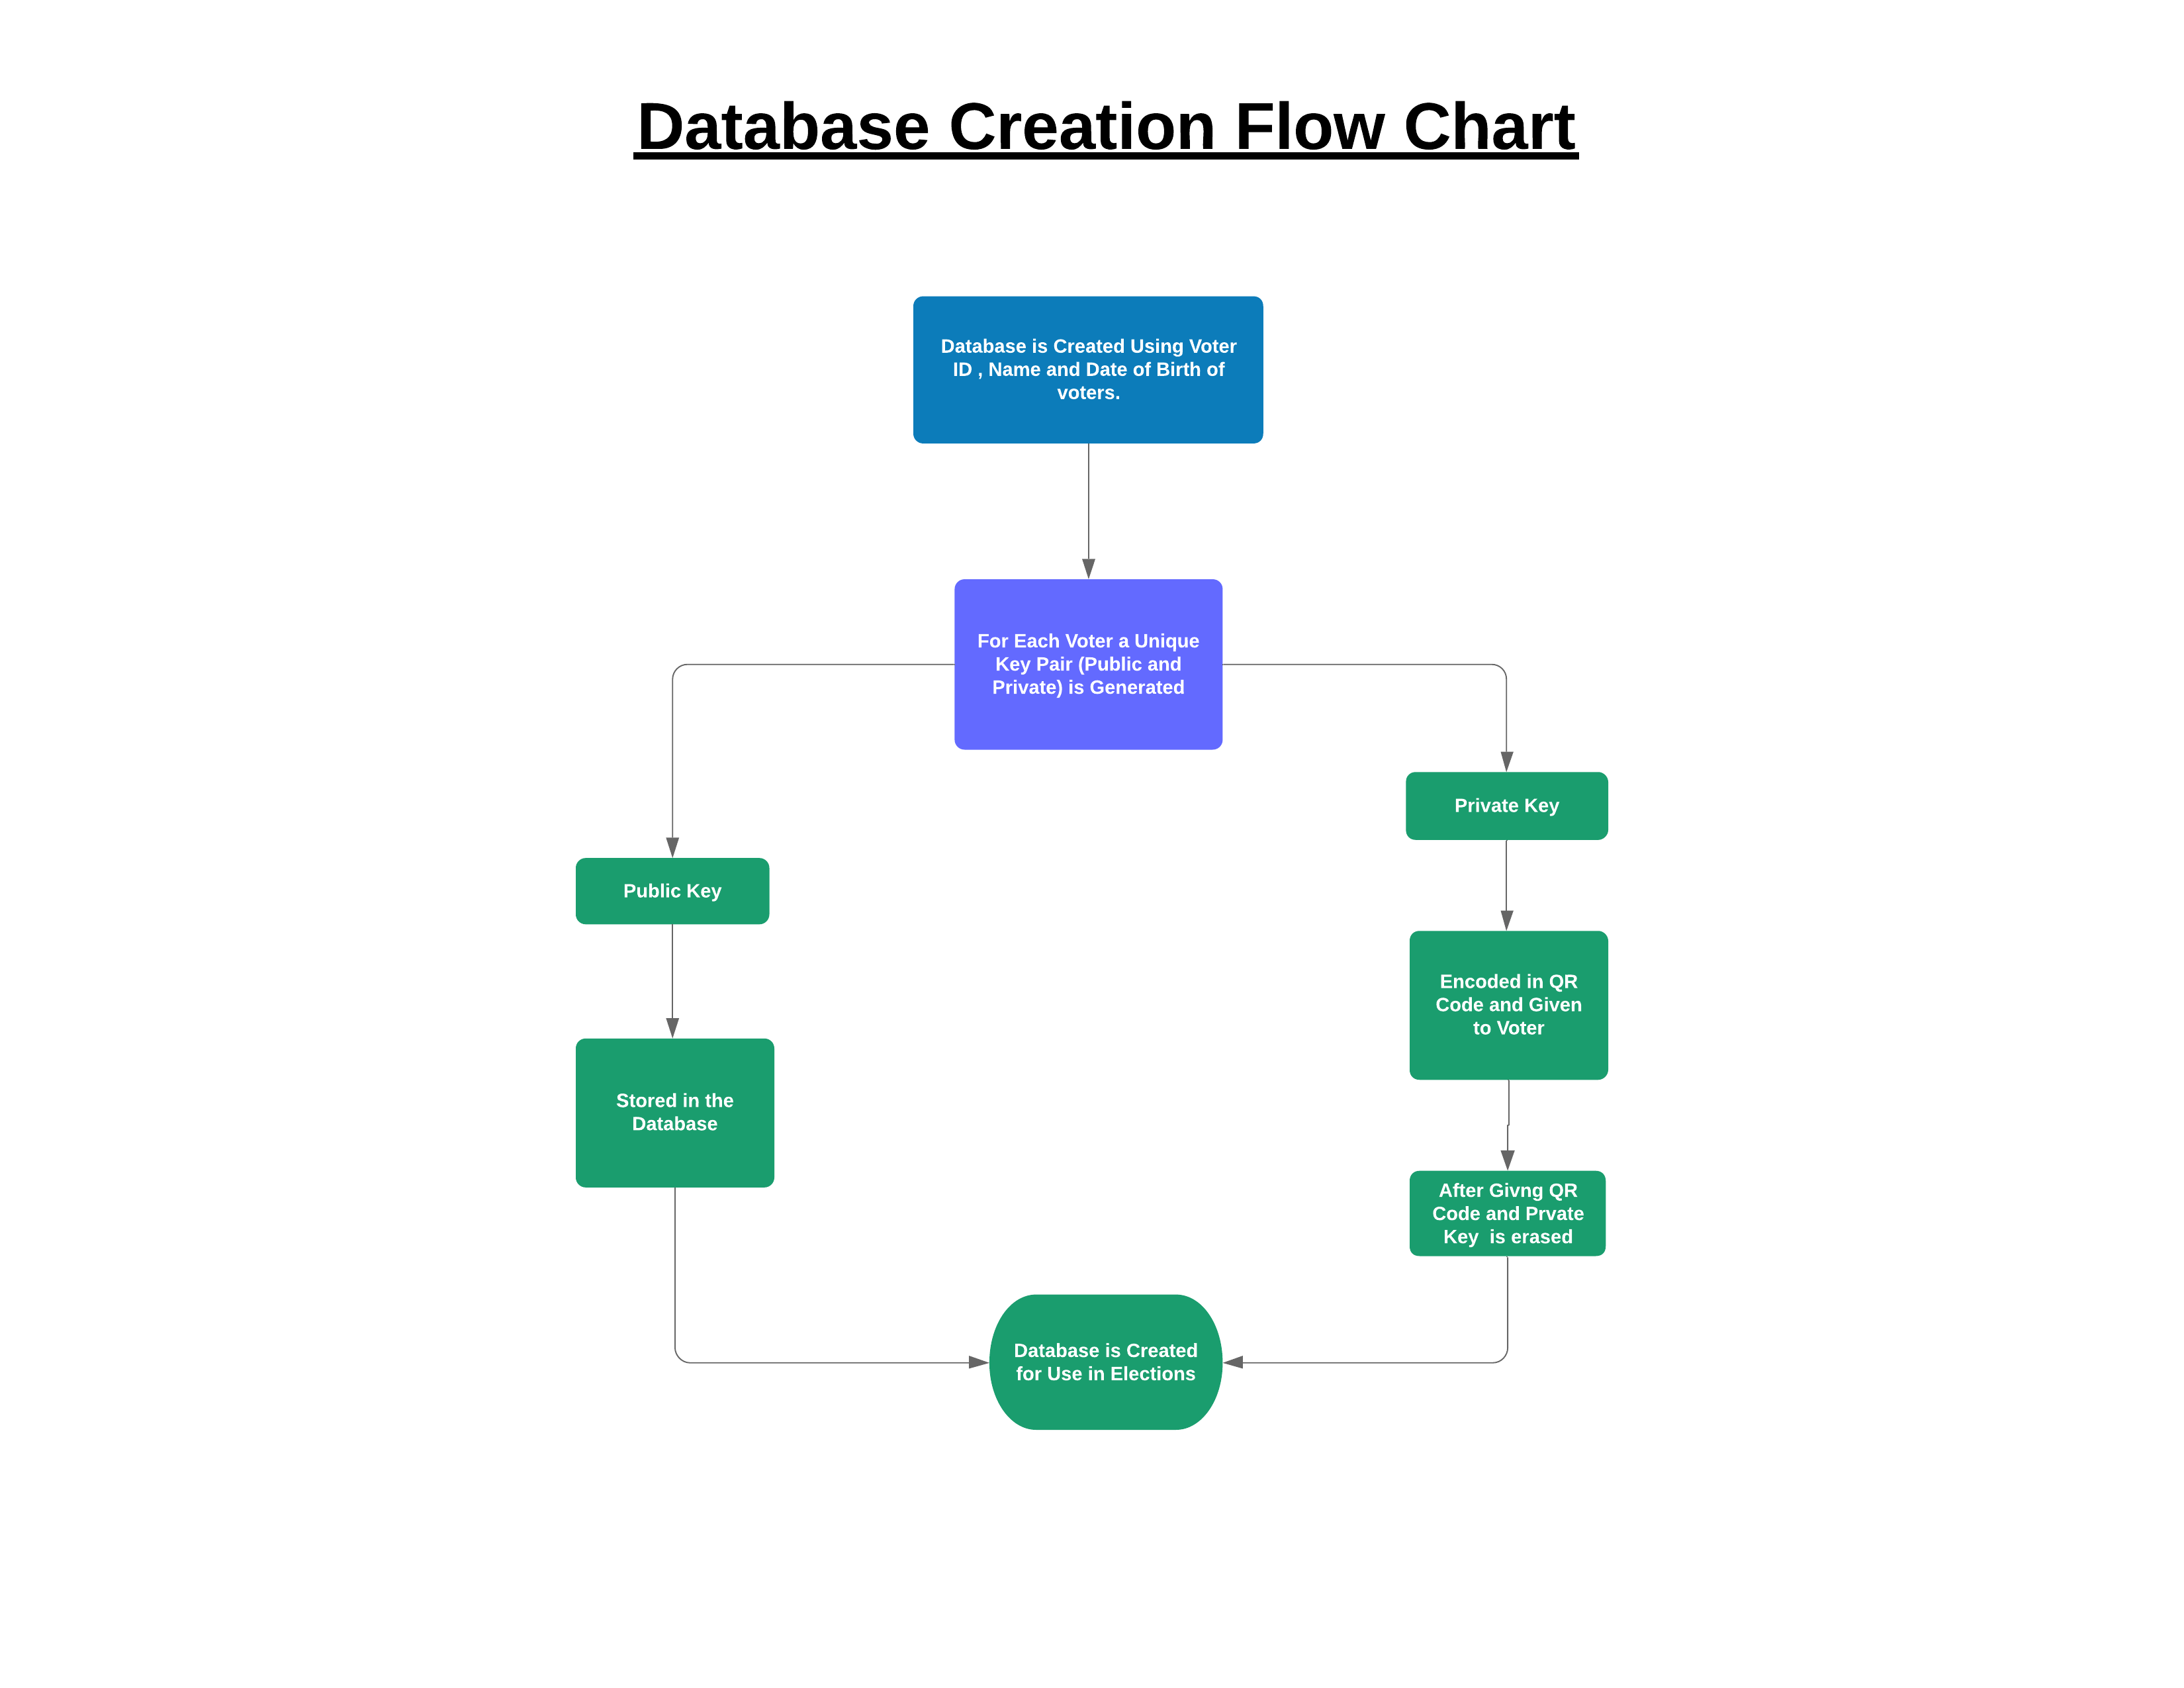 Database Creation Flow Chart
Database is Created Using Voter
ID , Name and Date of Birth of
voters.
For Each Voter a Unique
Key Pair (Public and
Private) is Generated
Private Key
Public Key
Encoded in QR
Code and Given
to Voter
Stored in the
Database
After Givng QR
Code and Prvate
Key  is erased
Database is Created
for Use in Elections